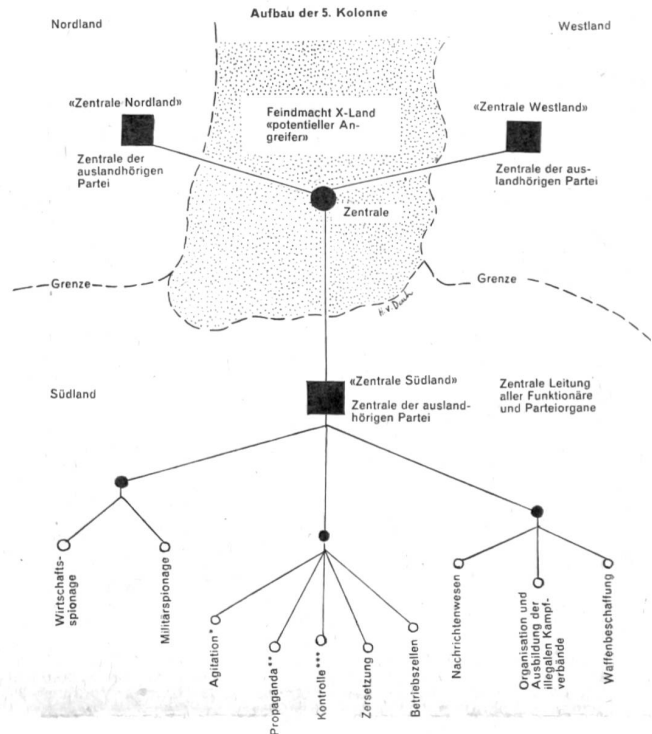 Aufbau der 5. Kolonne
Nordland
Westland
«Zentrale Nordland»
Zentrale der
auslandhörigen
Partei
Feindmacht X-Land
«potentieller An-
greifer»
«Zentrale Westland»
Zentrale der aus-
landhörigen Partei
Zentrale
Grenze
Grenze
H.v.Dach
Südland
«Zentrale Südland»
Zentrale der ausland-
hörigen Partei
Zentrale Leitung
aller Funktionäre
und Parteiorgane
Wirtschafts-
spionage
Militärspionage
Agitation*
Propaganda**
Kontrolle***
Zersetzung
Betriebszellen
Nachrichtenwesen
Organisation und
Ausbildung der
illegalen Kampf-
verbände
Waffenbeschaffung